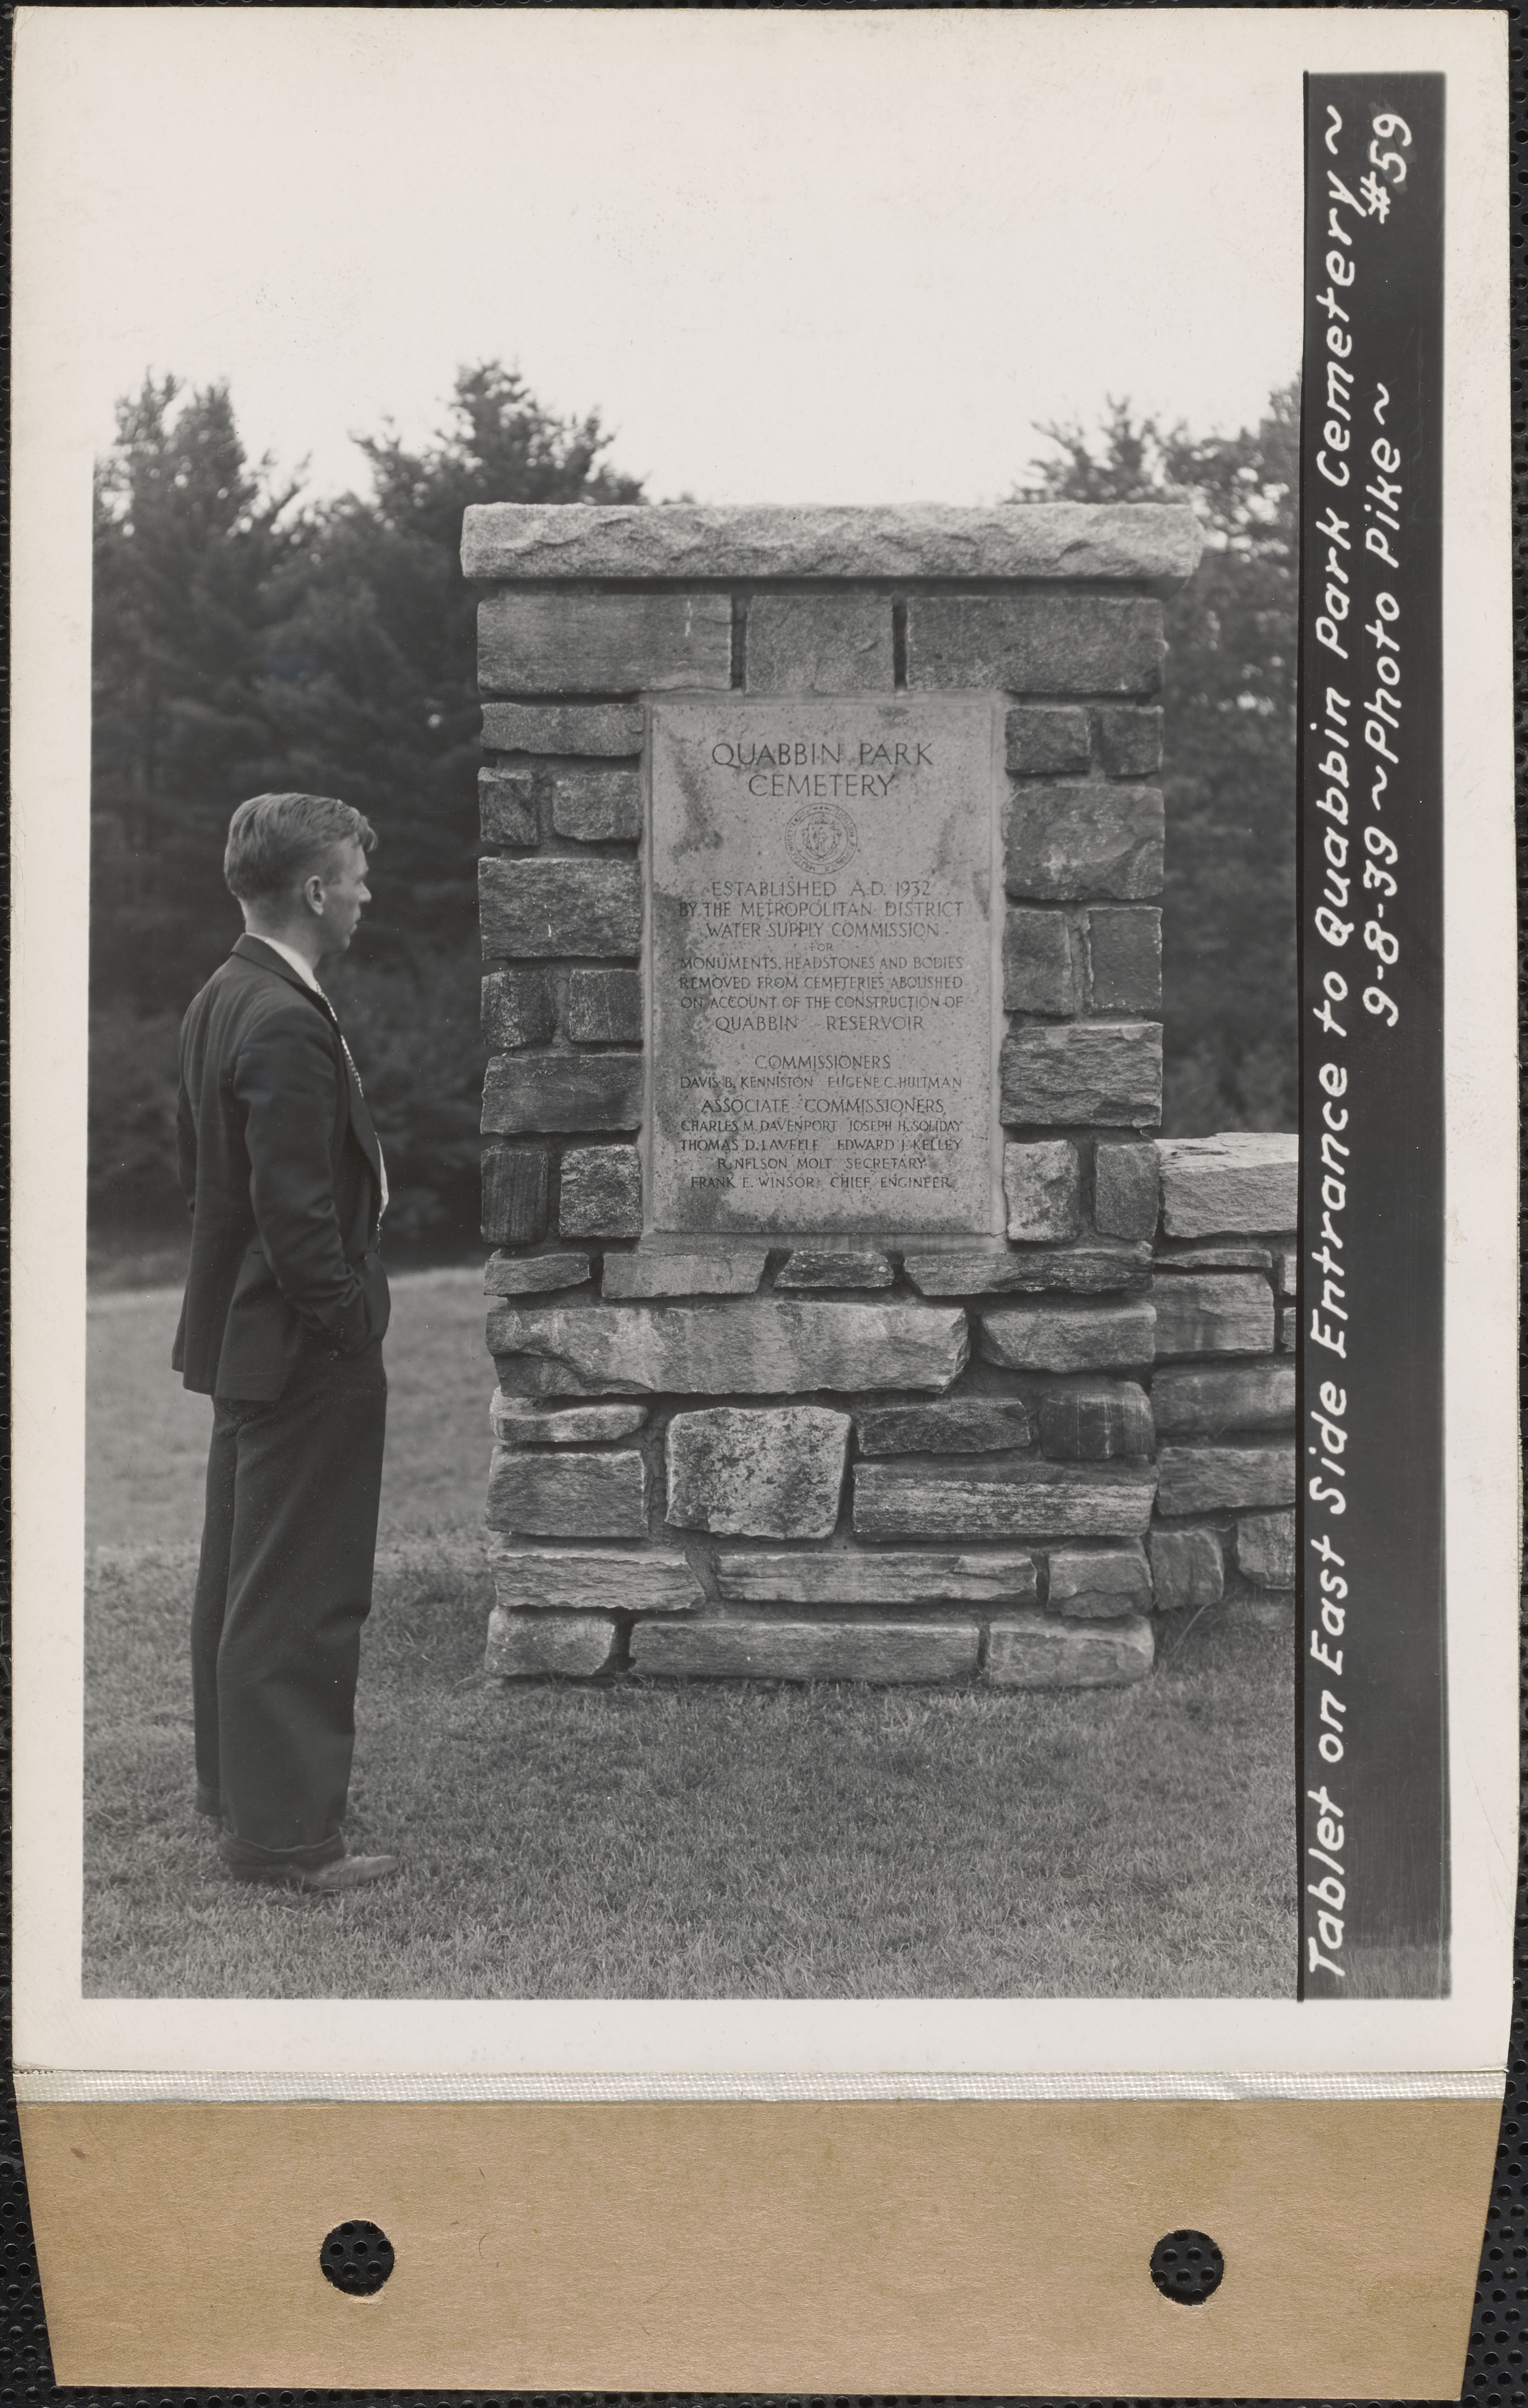 QUABBIN PARK
CEMETERY
ESTABLISHED A.D. 1932
BY THE METROPOLITAN DISTRICT
WATER SUPPLY COMMISSION
FOR
MONUMENTS, HEADSTONES AND BODIES
REMOVED FROM CEMETERIES ABOLISHED
ON ACCOUNT OF THE CONSTRUCTION OF
QUABBIN RESERVOIR
COMMISSIONERS
DAVIS B. KENNISTON EUGENE C. HULTMAN
ASSOCIATE COMMISSIONERS
CHARLES M. DAVENPORT JOSEPH H. SOLIDAY
THOMAS D. LAVELLE EDWARD J. KELLEY
R. NELSON MOLT SECRETARY
FRANK E. WINSOR CHIEF ENGINEER
Tablet on East Side Entrance to Quabbin Park Cemetery ~
9-8-39 ~ Photo Pike ~ #59